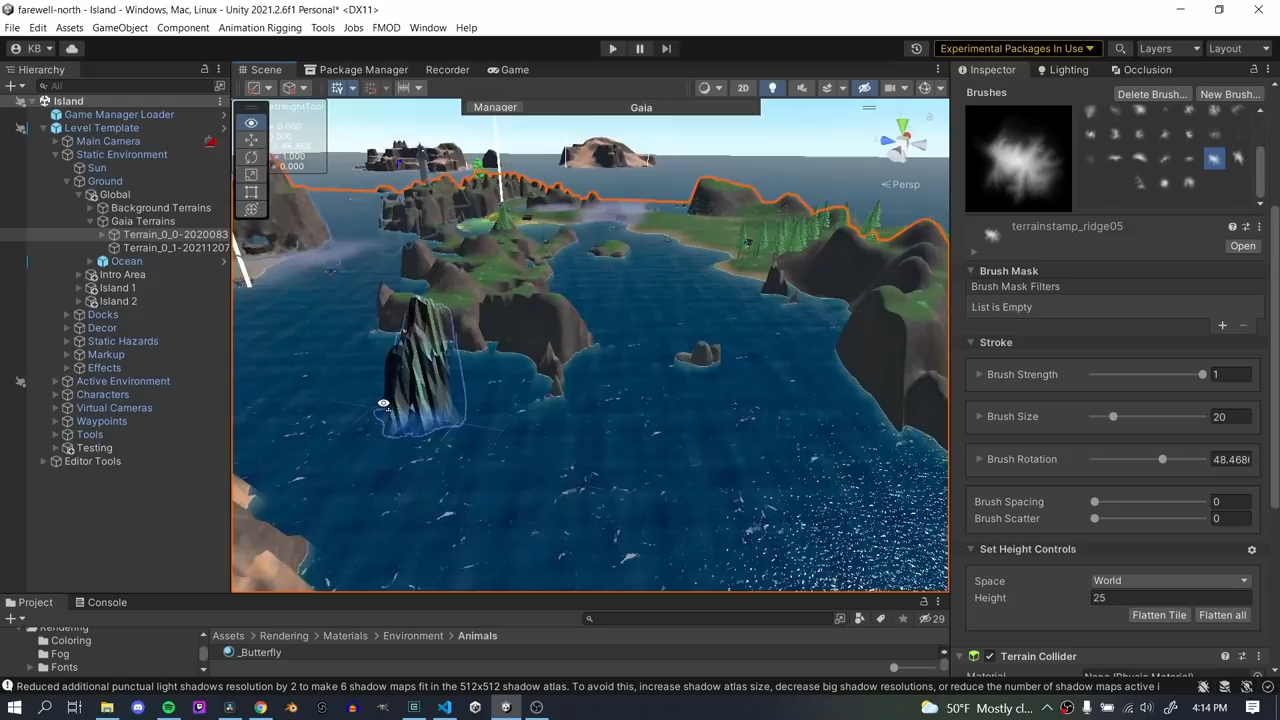 farewell-north - Island - Windows, Mac, Linux - Unity 2021.2.6f1 Personal* <DX11>
File Edit Assets GameObject Component Animation Rigging Tools Jobs FMOD Window Help
KB
Experimental Packages In Use
Layers
Layout
Hierarchy
All
Island
Game Manager Loader
Level Template
Main Camera
Static Environment
Sun
Ground
Global
Background Terrains
Gaia Terrains
Terrain_0_0-2020083
Terrain_0_1-20211207
Ocean
Intro Area
Island 1
Island 2
Docks
Decor
Static Hazards
Markup
Effects
Active Environment
Characters
Virtual Cameras
Waypoints
Tools
Testing
Editor Tools
Scene
Package Manager
Recorder
Game
2D
Manager
Gaia
Persp
Inspector
Lighting
Occlusion
Brushes
Delete Brush...
New Brush...
terrainstamp_ridge05
Open
Brush Mask
Brush Mask Filters
List is Empty
Stroke
Brush Strength 1
Brush Size 20
Brush Rotation 48.468
Brush Spacing 0
Brush Scatter 0
Set Height Controls
Space World
Height 25
Flatten Tile
Flatten all
Terrain Collider
Project
Console
29
Coloring
Fog
Fonts
Assets > Rendering > Materials > Environment > Animals
_Butterfly
Reduced additional punctual light shadows resolution by 2 to make 6 shadow maps fit in the 512x512 shadow atlas. To avoid this, increase shadow atlas size, decrease big shadow resolutions, or reduce the number of shadow maps active i
50°F Mostly cl...
4:14 PM